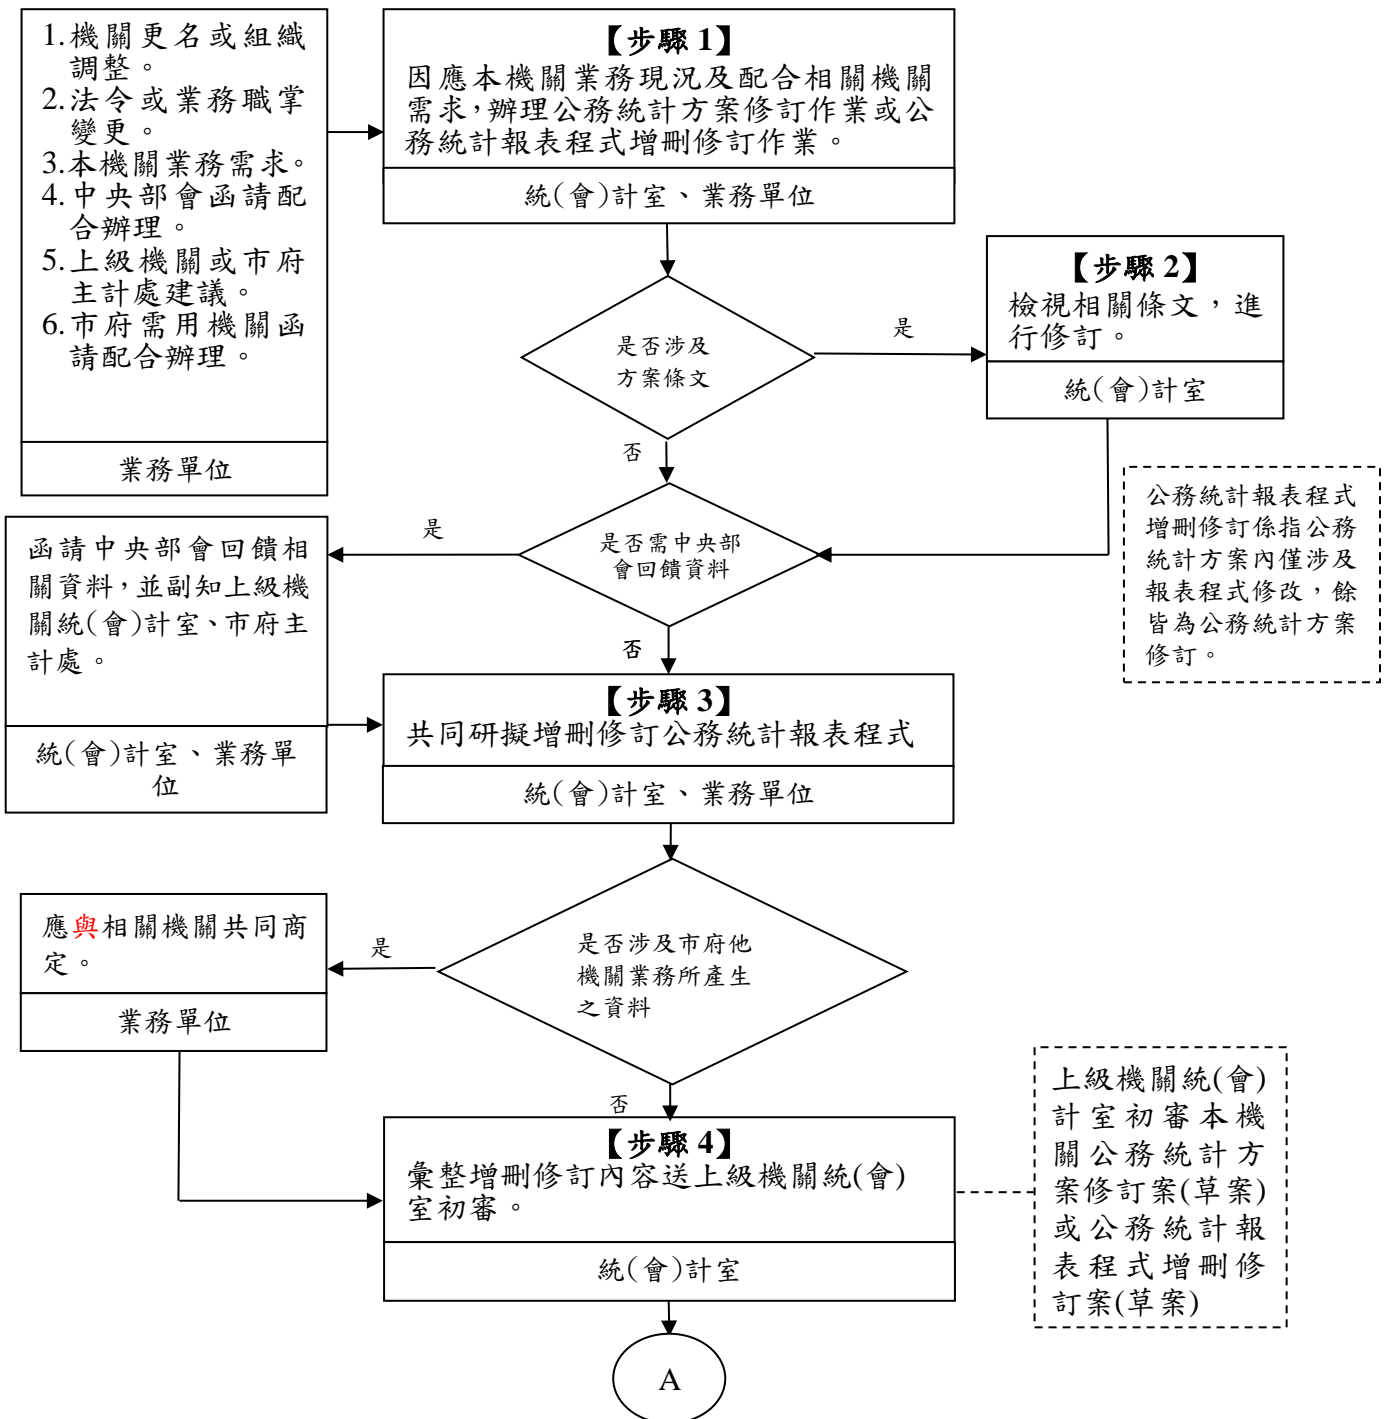 1.機關更名或組織
調整。
2.法令或業務職掌
變更。
3.本機關業務需求。
4.中央部會函請配
合辦理。
5.上級機關或市府
主計處建議。
6.市府需用機關函
請配合辦理。
業務單位
【步驟 1】
因應本機關業務現況及配合相關機關
需求，辦理公務統計方案修訂作業或公
務統計報表程式增刪修訂作業。
統(會)計室、業務單位
是否涉及
方案條文
是
【步驟 2】
檢視相關條文，進
行修訂。
統(會)計室
否
公務統計報表程式
增刪修訂係指公務
統計方案內僅涉及
報表程式修改，餘
皆為公務統計方案
修訂。
是否需中央部
會回饋資料
是
函請中央部會回饋相
關資料，並副知上級機
關統(會)計室、市府主
計處。
統(會)計室、業務單
位
否
【步驟 3】
共同研擬增刪修訂公務統計報表程式
統(會)計室、業務單位
是否涉及市府他
機關業務所產生
之資料
是
應與相關機關共同商
定。
業務單位
否
【步驟 4】
彙整增刪修訂內容送上級機關統(會)
室初審。
統(會)計室
上級機關統(會)
計室初審本機
關公務統計方
案修訂案(草案)
或公務統計報
表程式增刪修
訂案(草案)
A